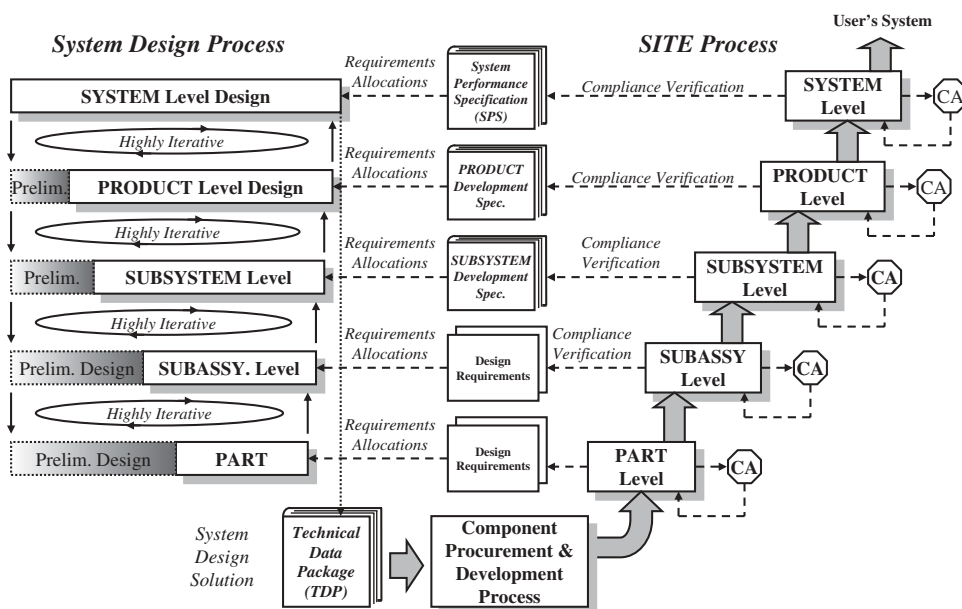 User's System
System Design Process
SITE Process
Requirements
Allocations
System
Performance
Specification
(SPS)
Compliance Verification
SYSTEM
Level
CA
SYSTEM Level Design
Highly Iterative
Requirements
Allocations
PRODUCT
Development
Spec.
Compliance Verification
PRODUCT
Level
CA
Prelim.
PRODUCT Level Design
Highly Iterative
Requirements
Allocations
SUBSYSTEM
Development
Spec.
Compliance
Verification
SUBSYSTEM
Level
CA
Prelim.
SUBSYSTEM Level
Highly Iterative
Requirements
Allocations
Design
Requirements
Compliance
Verification
SUBASSY
Level
CA
Prelim. Design
SUBASSY. Level
Highly Iterative
Requirements
Allocations
Design
Requirements
PART
Level
CA
Prelim. Design
PART
System
Design
Solution
Technical
Data
Package
(TDP)
Component
Procurement &
Development
Process